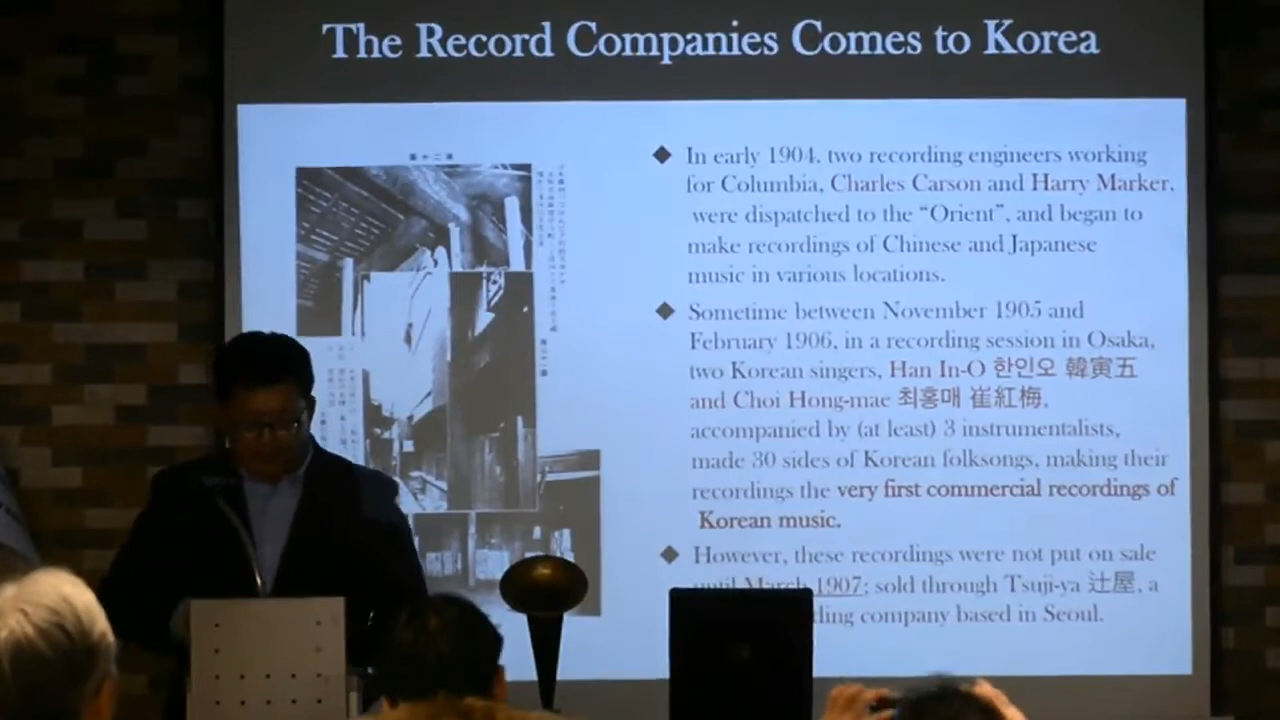 The Record Companies Comes to Korea
In early 1904, two recording engineers working
for Columbia, Charles Carson and Harry Marker,
were dispatched to the “Orient”, and began to
make recordings of Chinese and Japanese
music in various locations.
Sometime between November 1905 and
February 1906, in a recording session in Osaka,
two Korean singers, Han In-O 한인오 韓寅五
and Choi Hong-mae 최홍매 崔紅梅,
accompanied by (at least) 3 instrumentalists,
made 30 sides of Korean folksongs, making their
recordings the very first commercial recordings of
Korean music.
However, these recordings were not put on sale
until March 1907; sold through Tsuji-ya 辻屋, a
company based in Seoul.